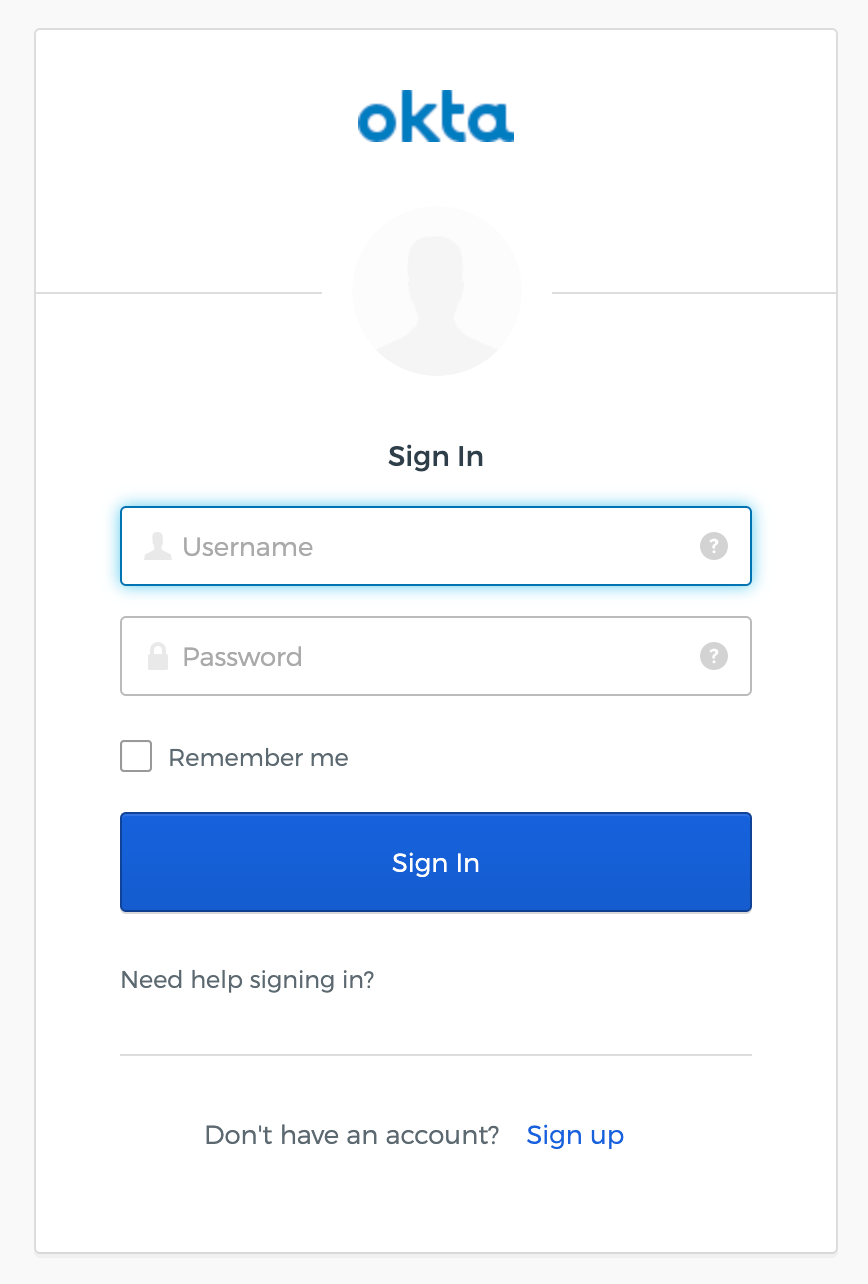 okta
Sign In
Username
?
Password
?
Remember me
Sign In
Need help signing in?
Don't have an account? Sign up